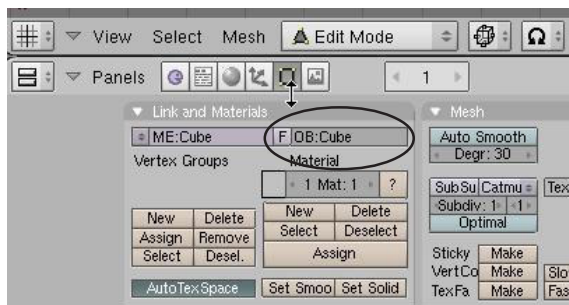 View Select Mesh Edit Mode
Panels 1
Link and Materials Mesh
ME:Cube F OB:Cube Auto Smooth
Vertex Groups Material Degr: 30
1 Mat: 1 ?
SubSu Catmu Tex
Subdiv: 1 1
New Delete New Delete Optimal
Assign Remove Select Deselect
Select Desel. Assign Sticky Make
VertCo Make Slo
AutoTexSpace Set Smoo Set Solid TexFa Make Fas